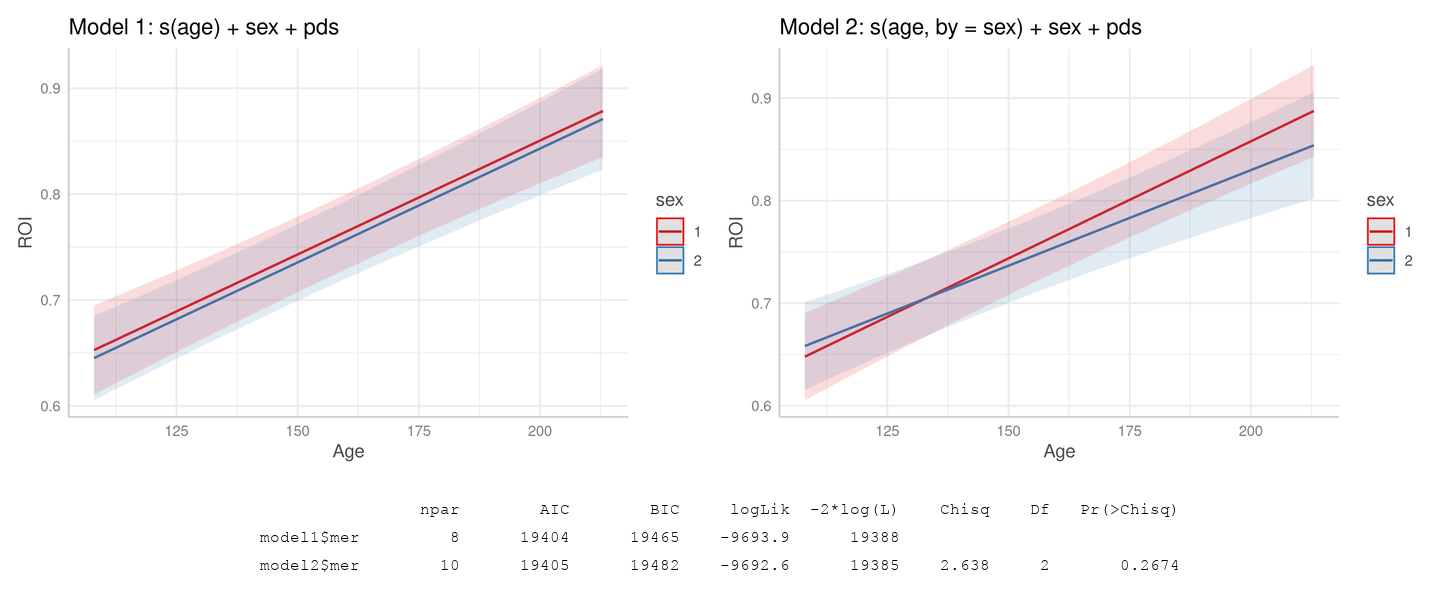 Model 1: s(age) + sex + pds
0.9
0.8
0.7
0.6
ROI
125 150 175 200
Age
sex
1
2
Model 2: s(age, by = sex) + sex + pds
0.9
0.8
0.7
0.6
ROI
125 150 175 200
Age
sex
1
2
npar AIC BIC logLik -2*log(L) Chisq Df Pr(>Chisq)
model1$mer 8 19404 19465 -9693.9 19388
model2$mer 10 19405 19482 -9692.6 19385 2.638 2 0.2674